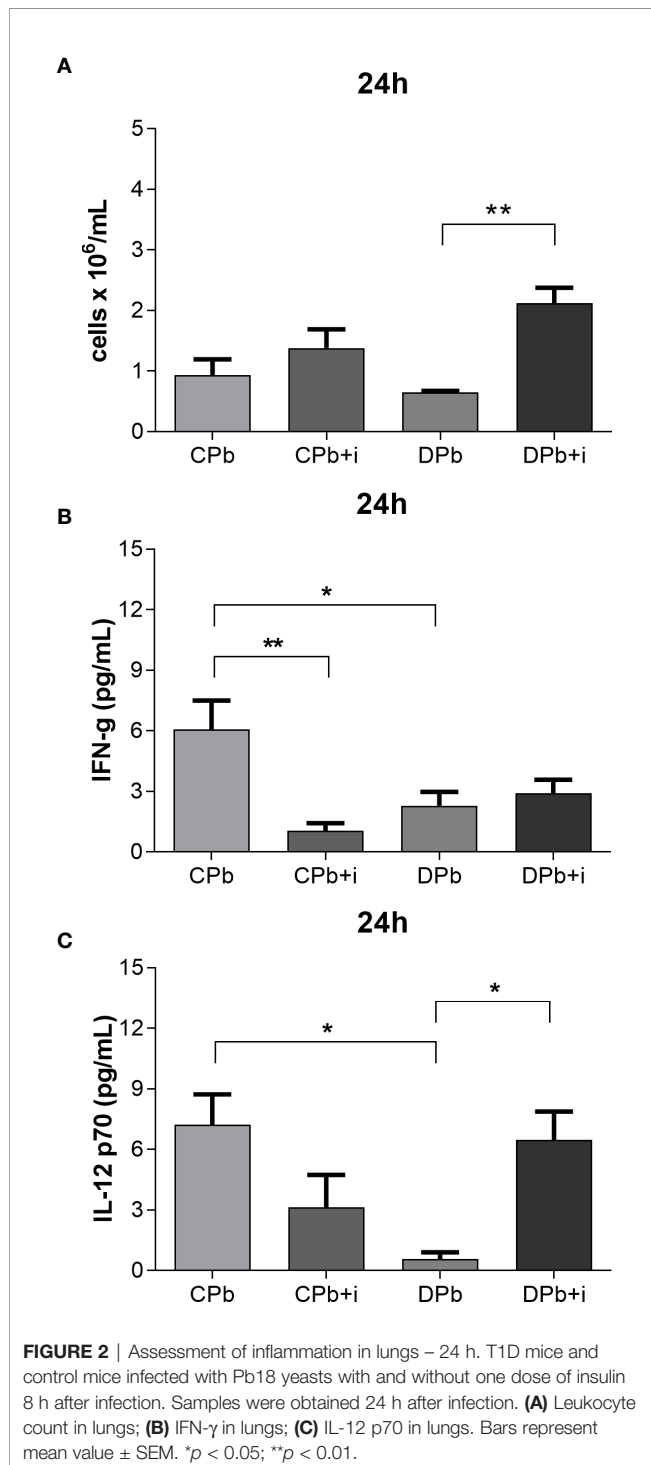 A
24h
cells x 10⁶/mL
5
4
3
2
1
0
**
CPb CPb+i DPb DPb+i
B
24h
IFN-g (pg/mL)
15
12
9
6
3
0
*
**
CPb CPb+i DPb DPb+i
C
24h
IL-12 p70 (pg/mL)
15
12
9
6
3
0
*
*
CPb CPb+i DPb DPb+i
FIGURE 2 | Assessment of inflammation in lungs – 24 h. T1D mice and
control mice infected with Pb18 yeasts with and without one dose of insulin
8 h after infection. Samples were obtained 24 h after infection. (A) Leukocyte
count in lungs; (B) IFN-γ in lungs; (C) IL-12 p70 in lungs. Bars represent
mean value ± SEM. *p < 0.05; **p < 0.01.